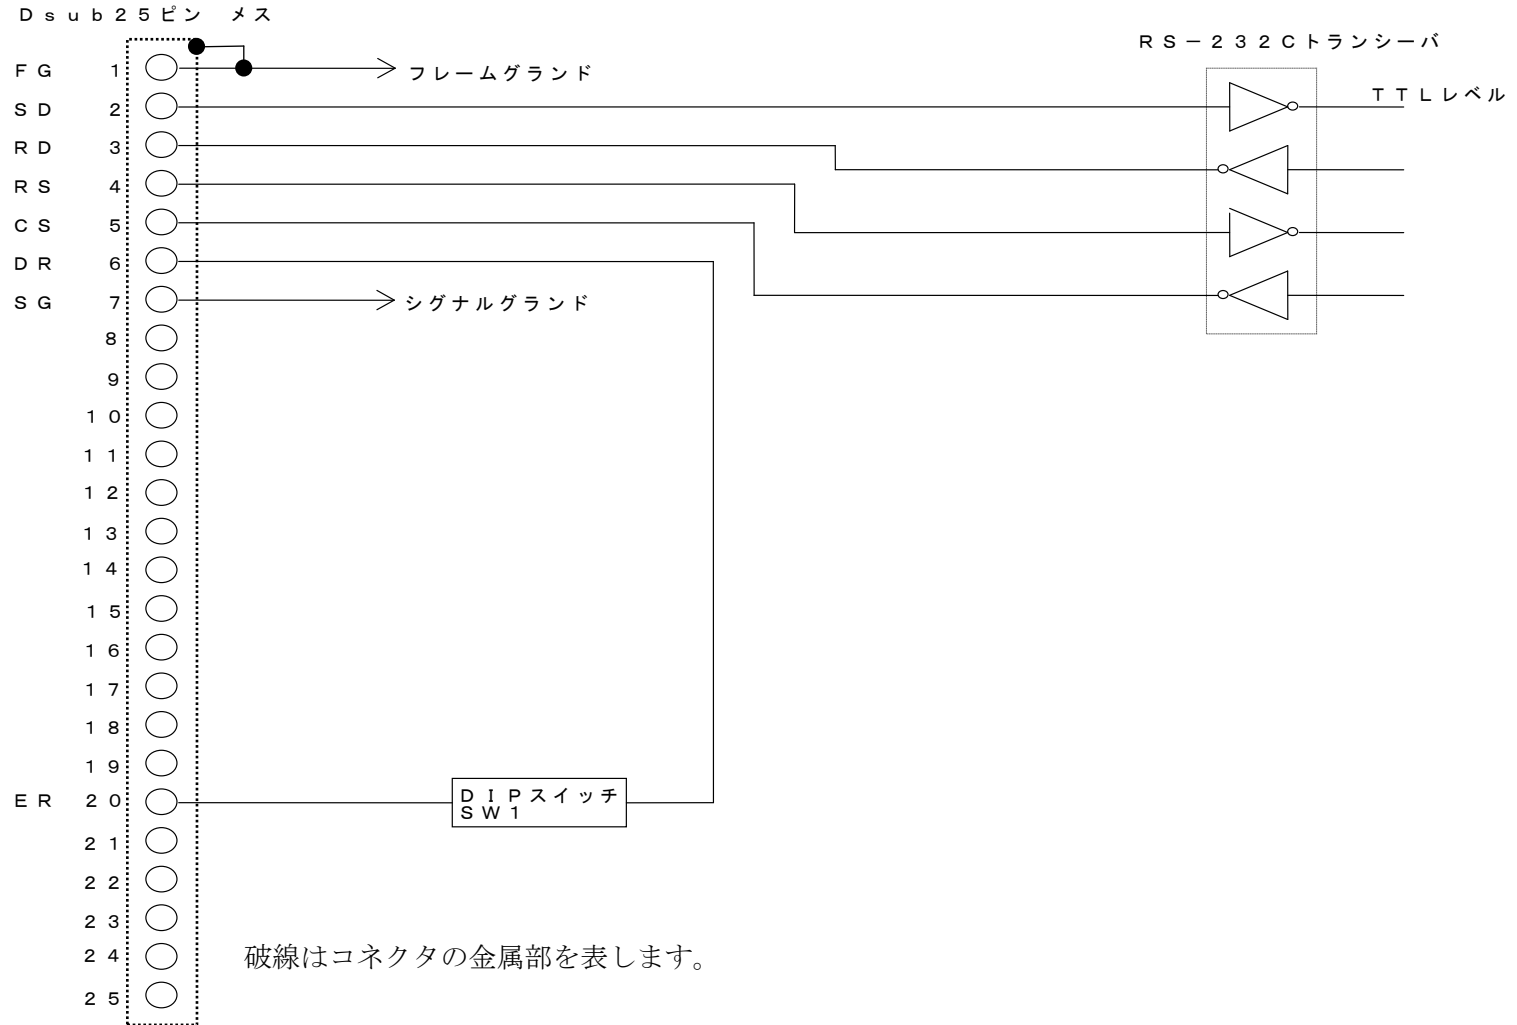 Ｄｓｕｂ２５ピン　メス
ＲＳ－２３２Ｃトランシーバ
ＴＴＬレベル
ＦＧ　１　フレームグランド
ＳＤ　２
ＲＤ　３
ＲＳ　４
ＣＳ　５
ＤＲ　６
ＳＧ　７　シグナルグランド
８
９
１０
１１
１２
１３
１４
１５
１６
１７
１８
１９
ＥＲ　２０　ＤＩＰスイッチ
ＳＷ１
２１
２２
２３
２４
破線はコネクタの金属部を表します。
２５